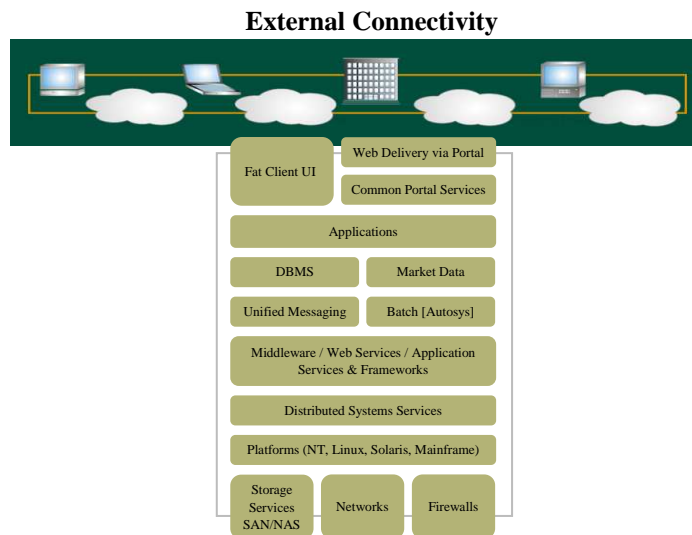 External Connectivity
Fat Client UI
Web Delivery via Portal
Common Portal Services
Applications
DBMS
Market Data
Unified Messaging
Batch [Autosys]
Middleware / Web Services / Application
Services & Frameworks
Distributed Systems Services
Platforms (NT, Linux, Solaris, Mainframe)
Storage
Services
SAN/NAS
Networks
Firewalls